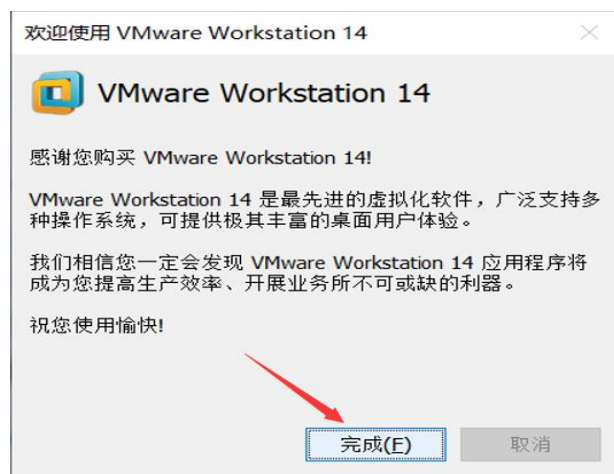 欢迎使用 VMware Workstation 14
VMware Workstation 14
感谢您购买 VMware Workstation 14!
VMware Workstation 14 是最先进的虚拟化软件，广泛支持多
种操作系统，可提供极其丰富的桌面用户体验。
我们相信您一定会发现 VMware Workstation 14 应用程序将
成为您提高生产效率、开展业务所不可或缺的利器。
祝您使用愉快!
完成(F)
取消